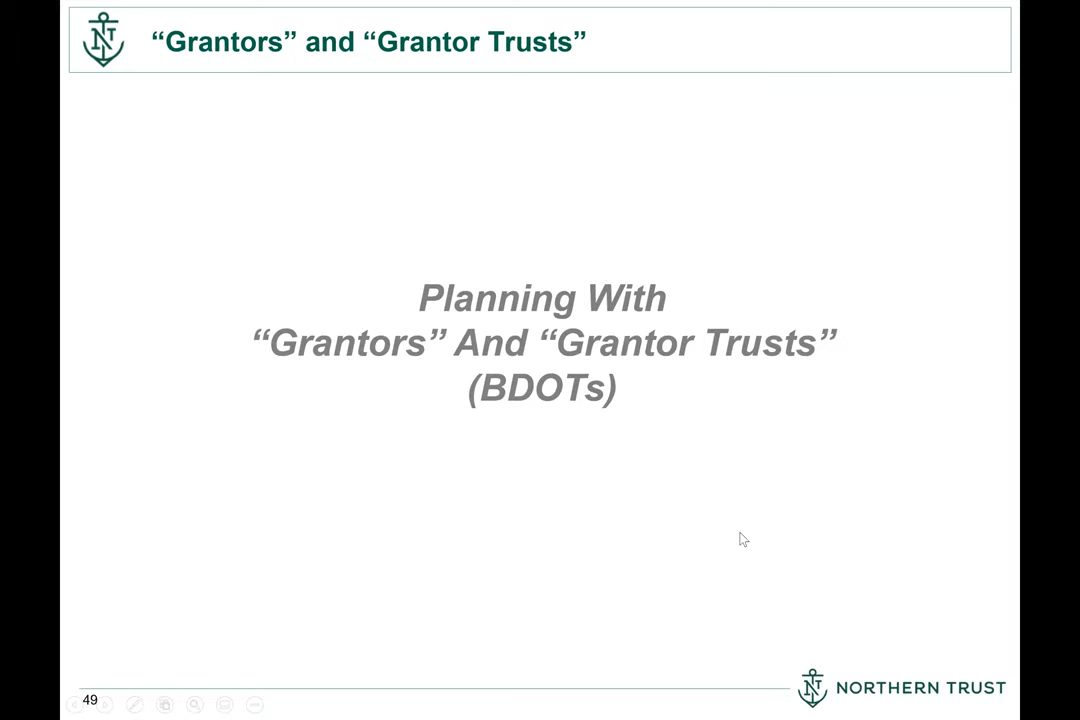 “Grantors” and “Grantor Trusts”
Planning With
“Grantors” And “Grantor Trusts”
(BDOTs)
49
NORTHERN TRUST